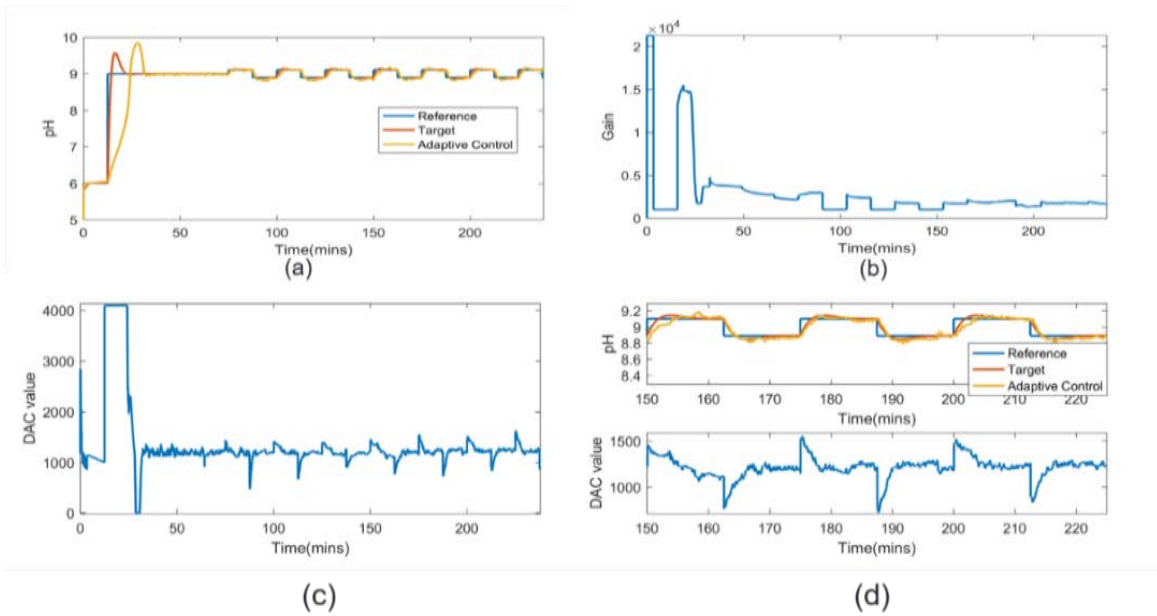 10
9
8
7
6
5
pH
Reference
Target
Adaptive Control
0
50
100
150
200
Time(mins)
(a)
× 10⁴
2
1.5
1
0.5
0
Gain
0
50
100
150
200
Time(mins)
(b)
4000
3000
2000
1000
0
DAC value
0
50
100
150
200
Time(mins)
(c)
9.2
9
8.8
8.6
8.4
pH
Reference
Target
Adaptive Control
150
160
170
180
190
200
210
220
Time(mins)
1500
1000
DAC value
150
160
170
180
190
200
210
220
Time(mins)
(d)